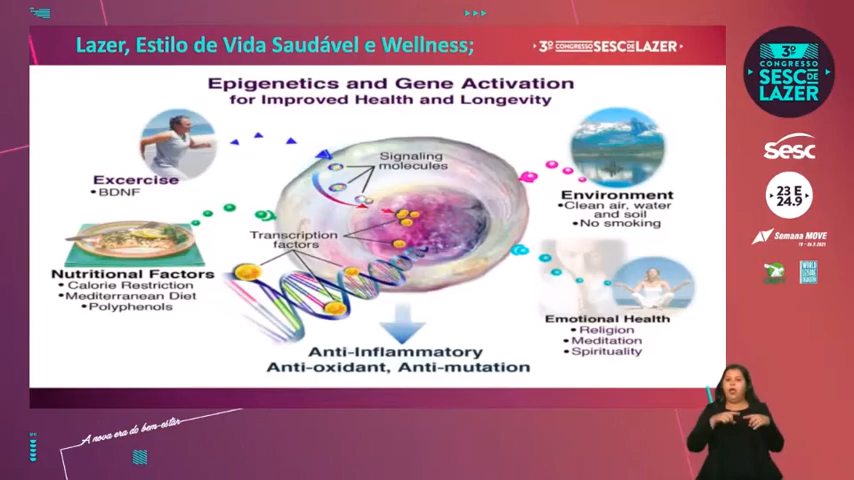 Lazer, Estilo de Vida Saudável e Wellness;
3º CONGRESSO SESC DE LAZER
Epigenetics and Gene Activation
for Improved Health and Longevity
Signaling
molecules
Excercise
•BDNF
Transcription
factors
Environment
•Clean air, water
and soil
•No smoking
Nutritional Factors
•Calorie Restriction
•Mediterranean Diet
•Polyphenols
Emotional Health
•Religion
•Meditation
•Spirituality
Anti-Inflammatory
Anti-oxidant, Anti-mutation
3º
CONGRESSO
SESC DE
LAZER
Sesc
23 E
24.9
Semana MOVE
WORLD
LEISURE
A nova era do bem-estar